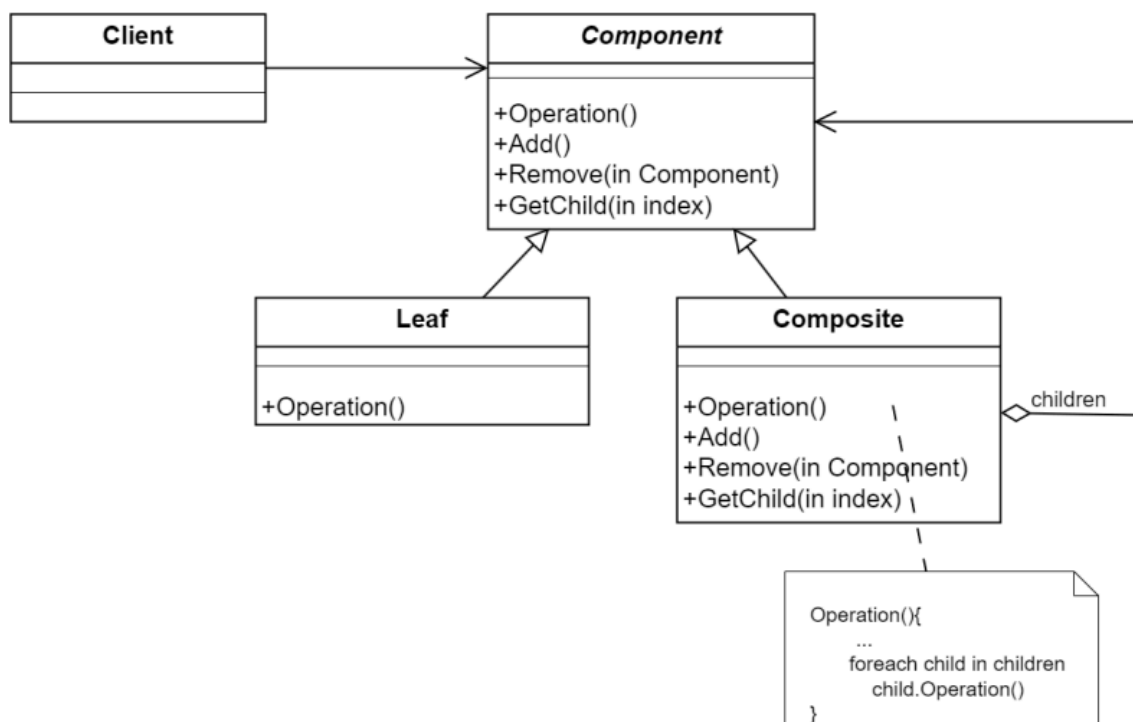 Client
Component
+Operation()
+Add()
+Remove(in Component)
+GetChild(in index)
Leaf
+Operation()
Composite
+Operation()
+Add()
+Remove(in Component)
+GetChild(in index)
children
Operation(){
...
foreach child in children
child.Operation()
}